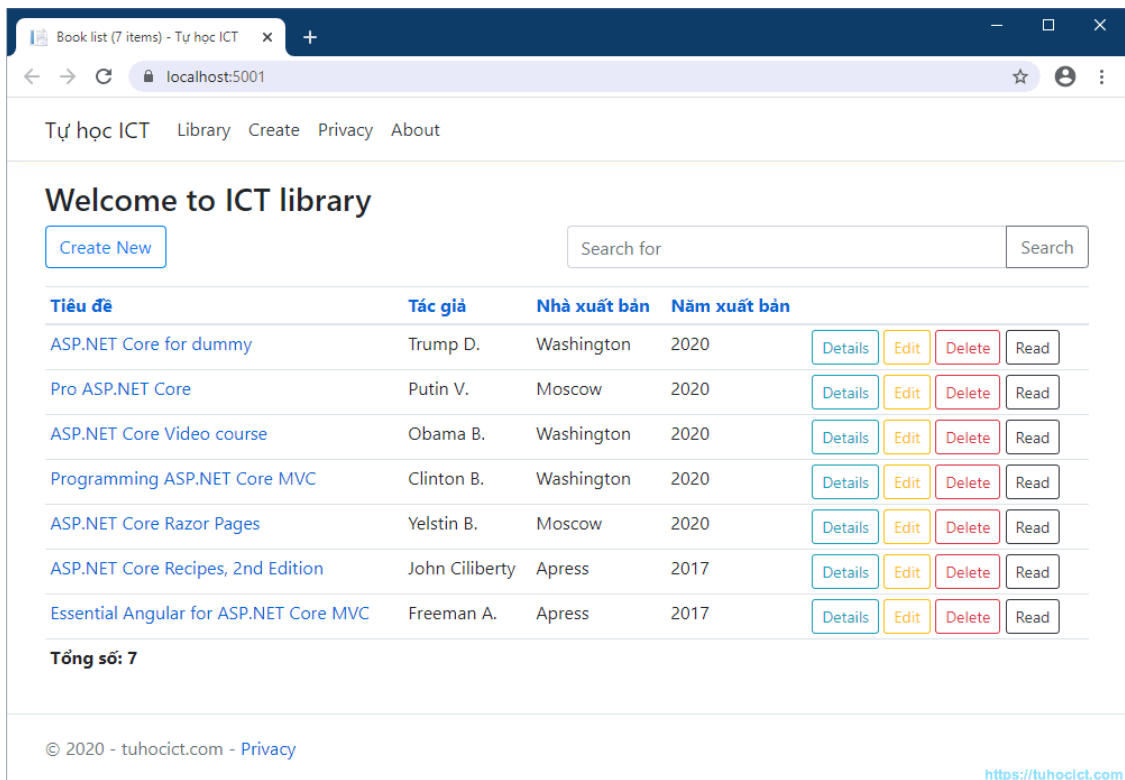 Book list (7 items) - Tự học ICT
localhost:5001
Tự học ICT Library Create Privacy About
Welcome to ICT library
Create New Search for Search
Tiêu đề Tác giả Nhà xuất bản Năm xuất bản
ASP.NET Core for dummy Trump D. Washington 2020 Details Edit Delete Read
Pro ASP.NET Core Putin V. Moscow 2020 Details Edit Delete Read
ASP.NET Core Video course Obama B. Washington 2020 Details Edit Delete Read
Programming ASP.NET Core MVC Clinton B. Washington 2020 Details Edit Delete Read
ASP.NET Core Razor Pages Yelstin B. Moscow 2020 Details Edit Delete Read
ASP.NET Core Recipes, 2nd Edition John Ciliberty Apress 2017 Details Edit Delete Read
Essential Angular for ASP.NET Core MVC Freeman A. Apress 2017 Details Edit Delete Read
Tổng số: 7
© 2020 - tuhocict.com - Privacy
https://tuhocict.com